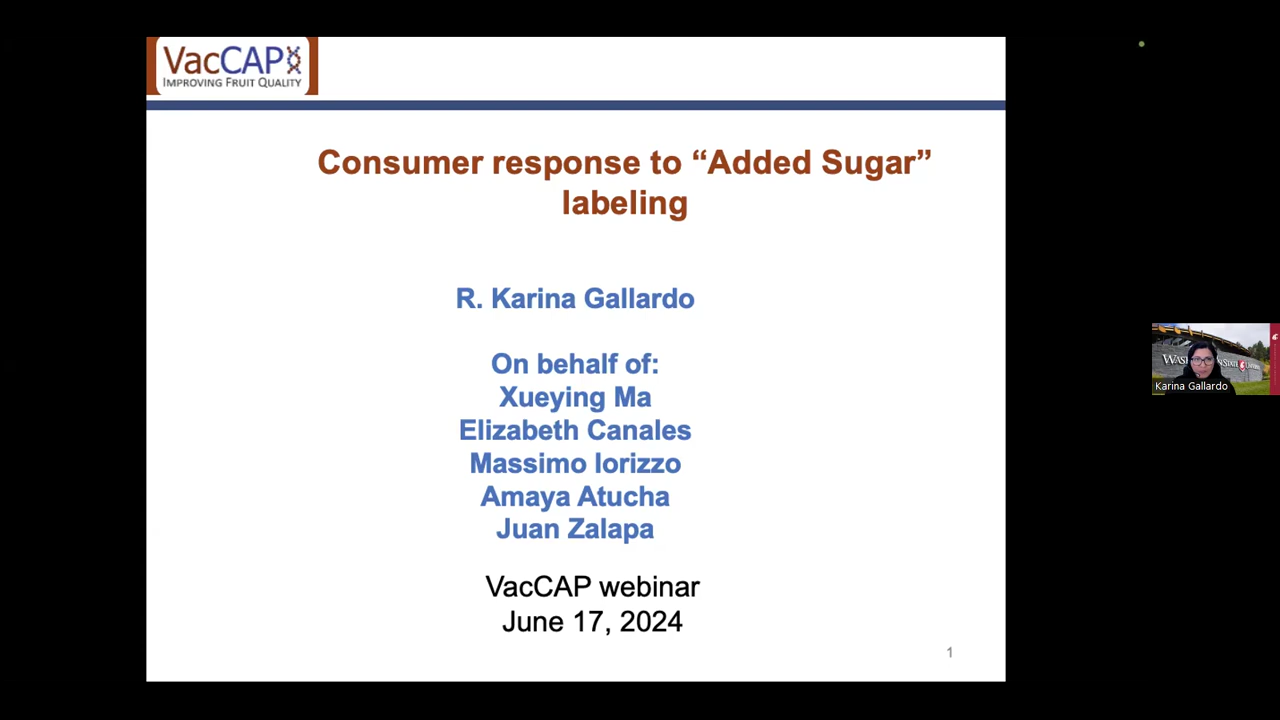 VacCAP
IMPROVING FRUIT QUALITY
Consumer response to “Added Sugar”
labeling
R. Karina Gallardo
On behalf of:
Xueying Ma
Elizabeth Canales
Massimo Iorizzo
Amaya Atucha
Juan Zalapa
VacCAP webinar
June 17, 2024
1
Karina Gallardo